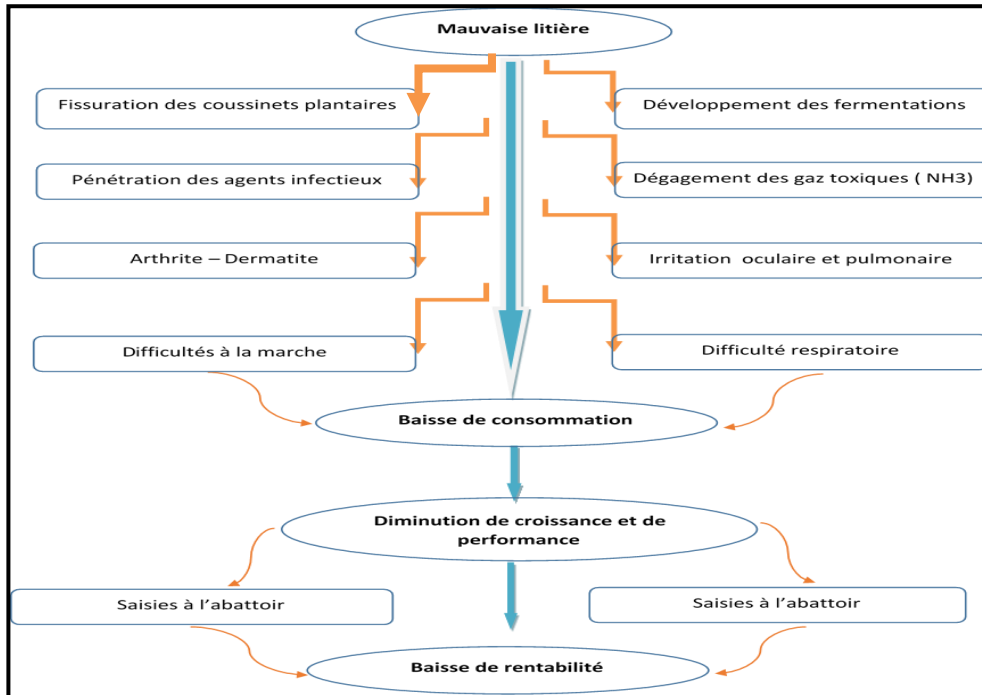 Mauvaise litière
Fissuration des coussinets plantaires
Développement des fermentations
Pénétration des agents infectieux
Dégagement des gaz toxiques ( NH3)
Arthrite – Dermatite
Irritation oculaire et pulmonaire
Difficultés à la marche
Difficulté respiratoire
Baisse de consommation
Diminution de croissance et de
performance
Saisies à l’abattoir
Saisies à l’abattoir
Baisse de rentabilité